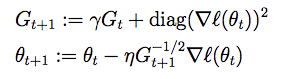 G_{t+1} := γG_t + diag(∇ℓ(θ_t))^2
θ_{t+1} := θ_t − ηG_{t+1}^{−1/2}∇ℓ(θ_t)